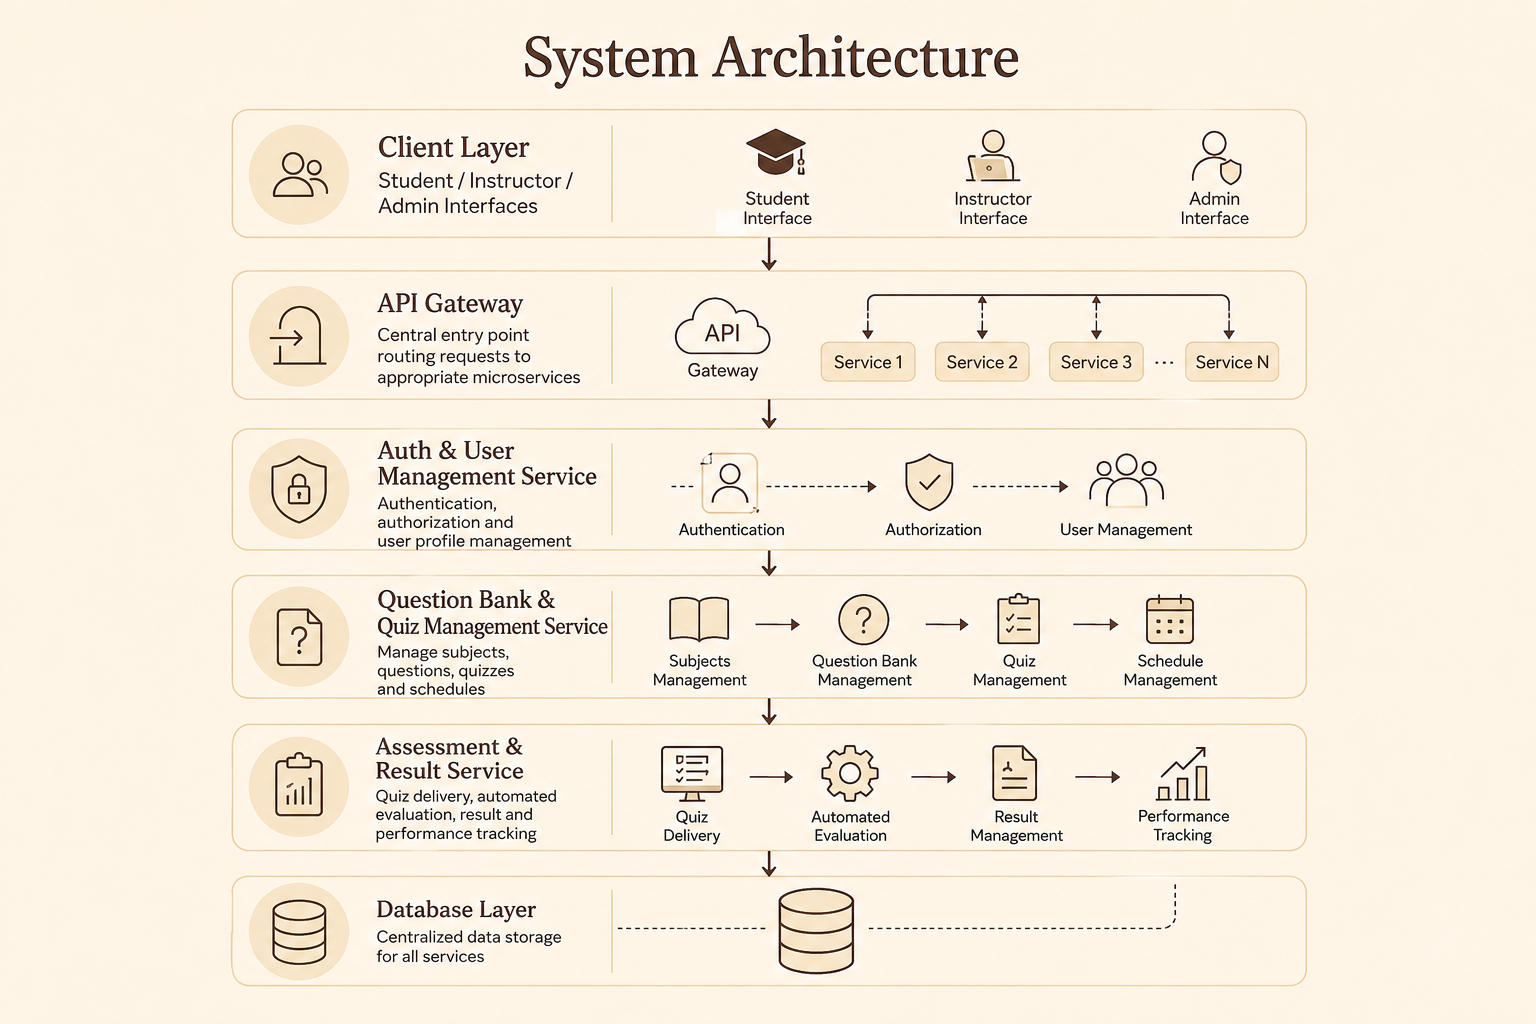 System Architecture
Client Layer
Student / Instructor /
Admin Interfaces
Student
Interface
Instructor
Interface
Admin
Interface
API Gateway
Central entry point
routing requests to
appropriate microservices
API
Gateway
Service 1
Service 2
Service 3
...
Service N
Auth & User
Management Service
Authentication,
authorization and
user profile management
Authentication
Authorization
User Management
Question Bank &
Quiz Management Service
Manage subjects,
questions, quizzes
and schedules
?
Subjects
Management
?
Question Bank
Management
Quiz
Management
Schedule
Management
Assessment &
Result Service
Quiz delivery, automated
evaluation, result and
performance tracking
Quiz
Delivery
Automated
Evaluation
Result
Management
Performance
Tracking
Database Layer
Centralized data storage
for all services